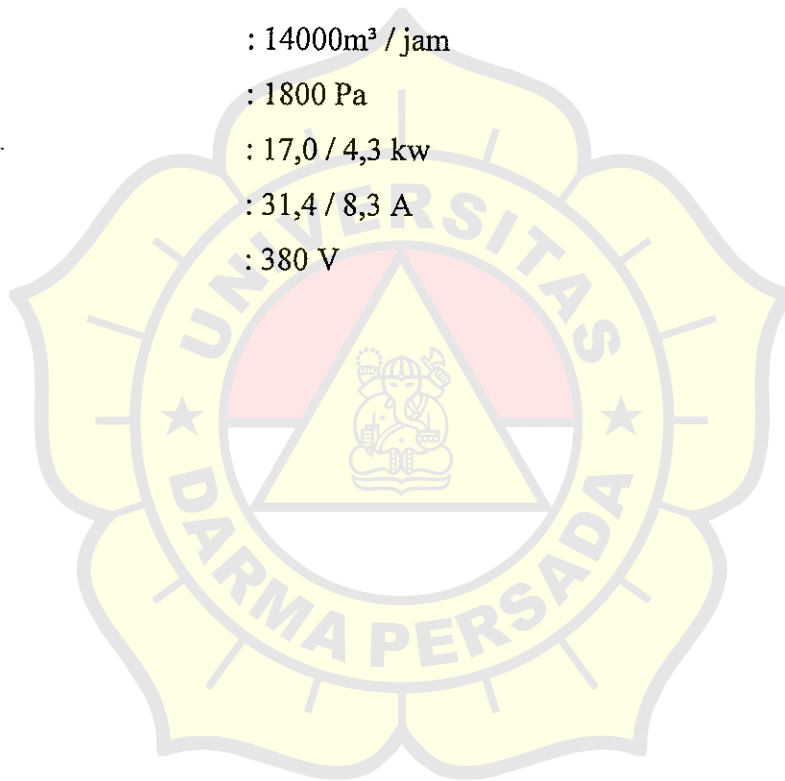 : 14000m³ / jam
: 1800 Pa
: 17,0 / 4,3 kw
: 31,4 / 8,3 A
: 380 V
UNIVERSITAS
DARMA PERSADA